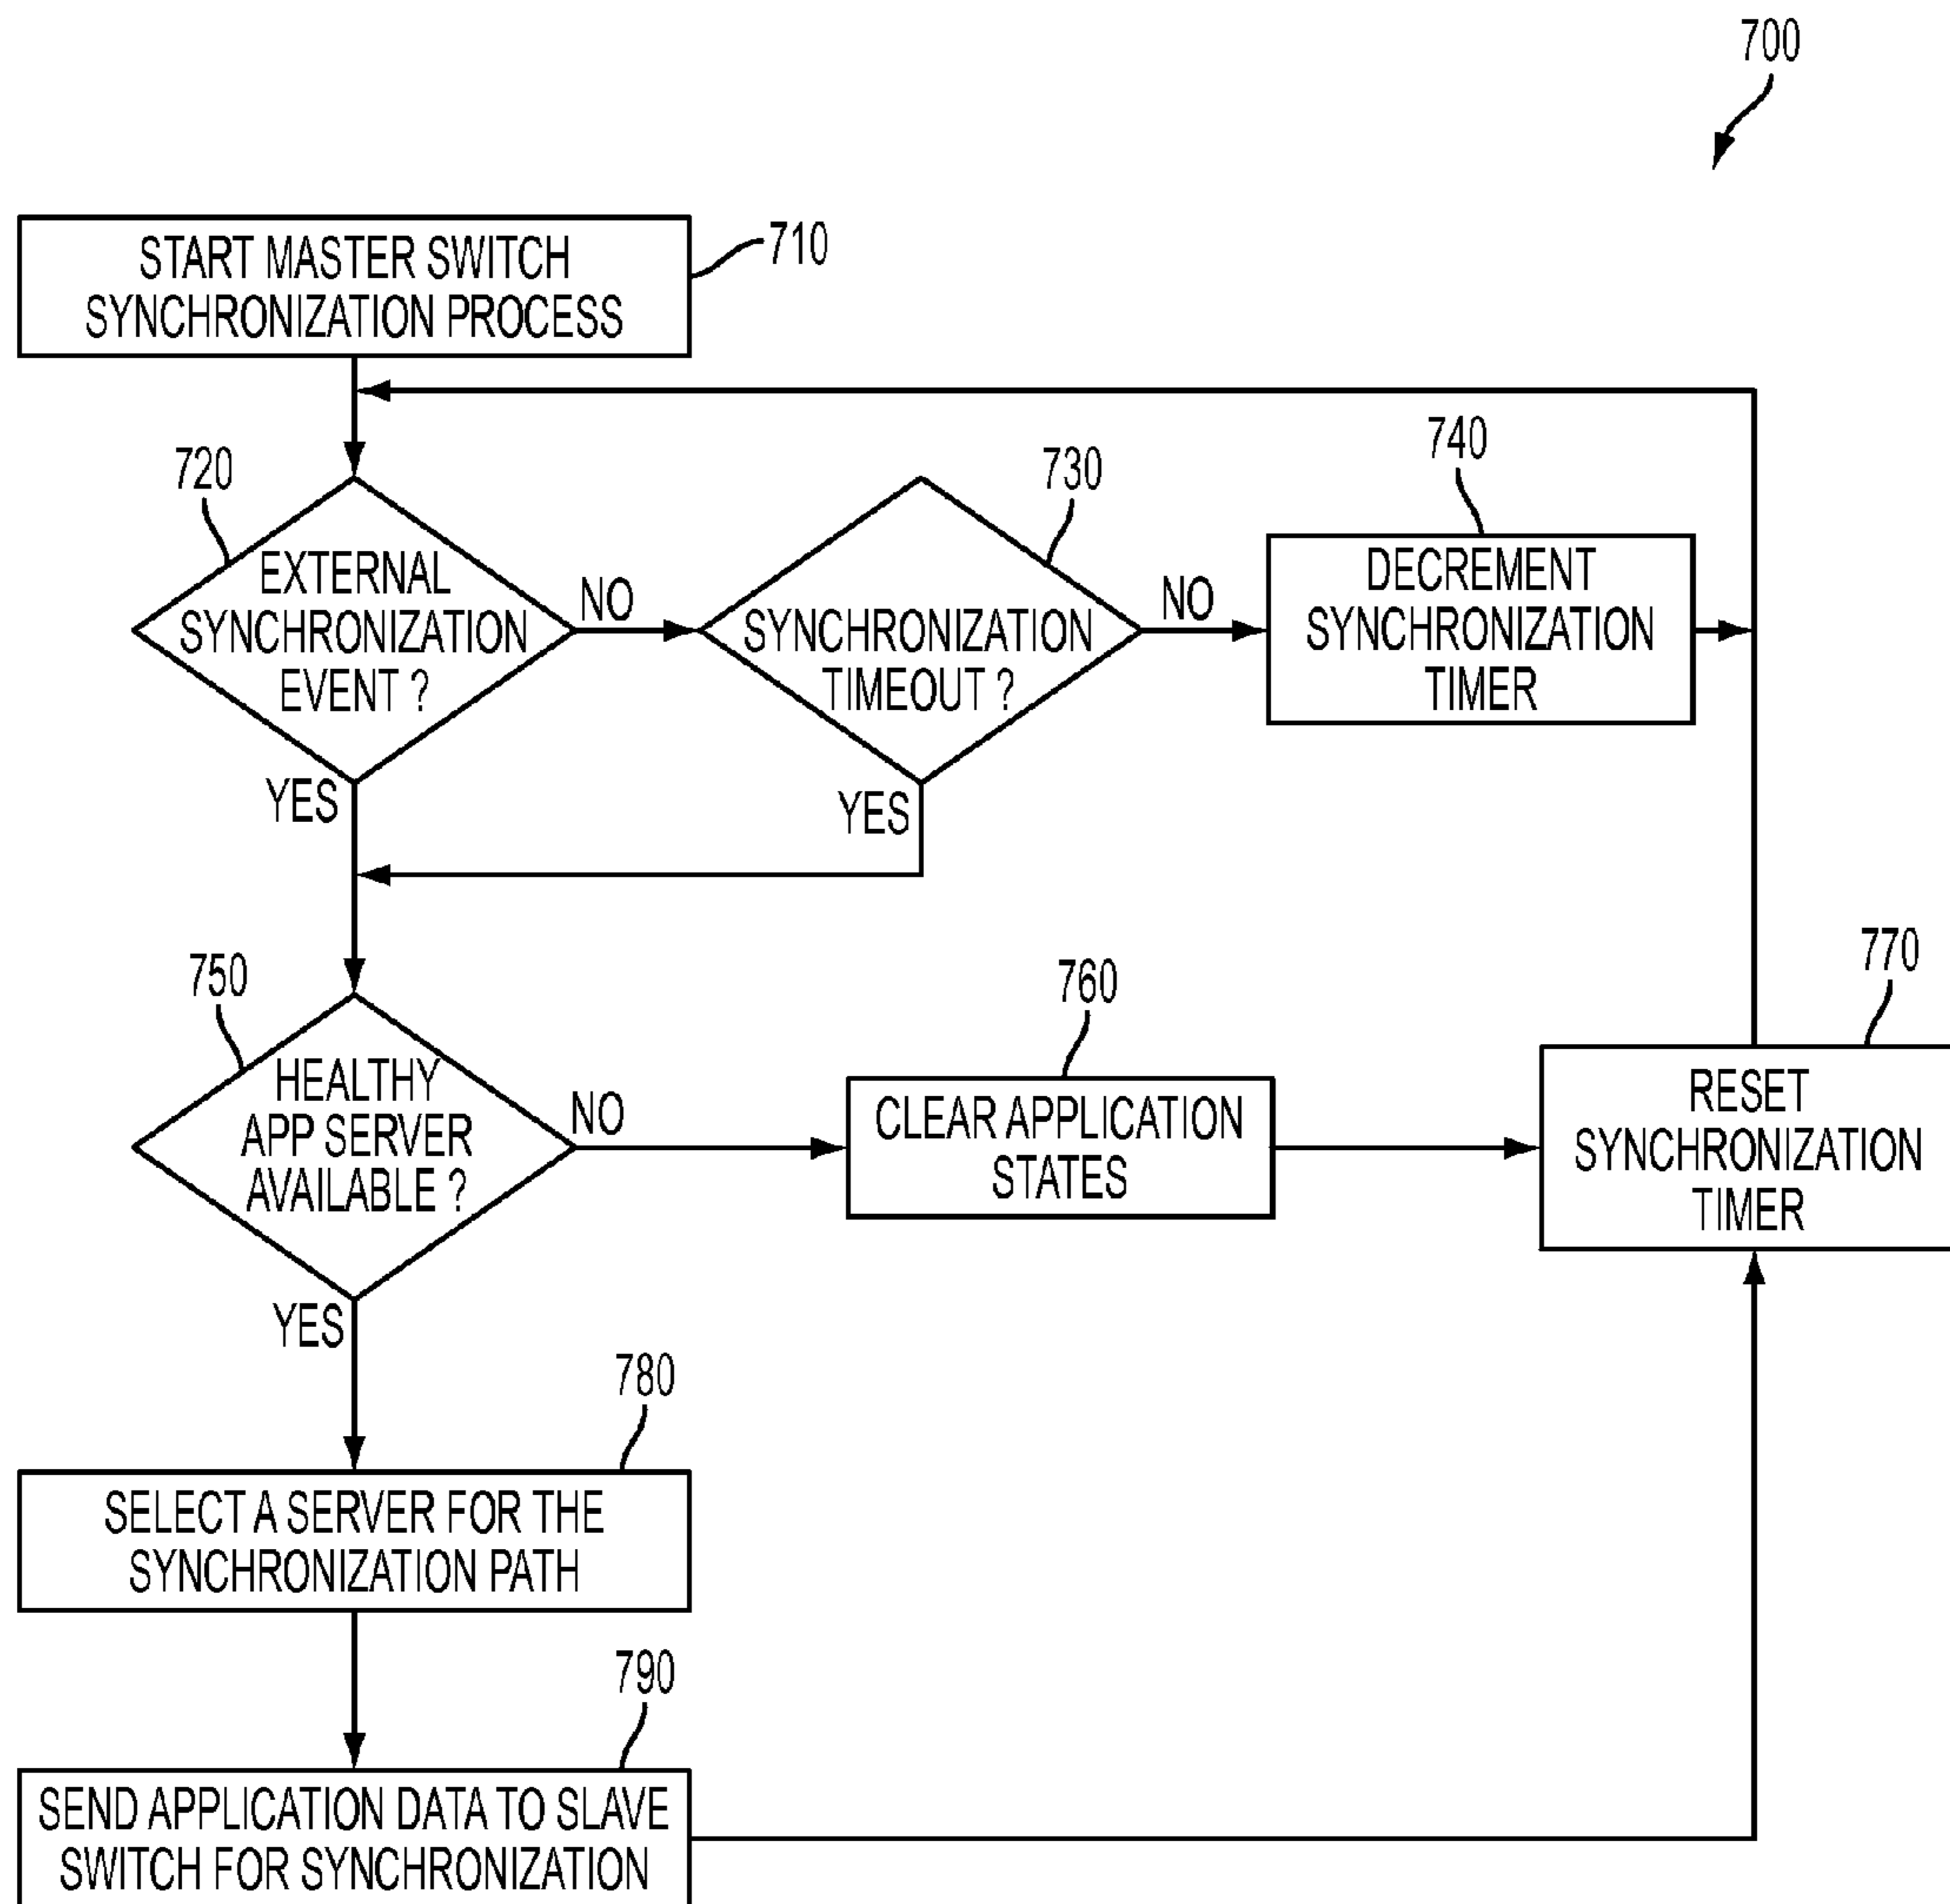 700
START MASTER SWITCH
SYNCHRONIZATION PROCESS
710
720
EXTERNAL
SYNCHRONIZATION
EVENT ?
NO
YES
730
SYNCHRONIZATION
TIMEOUT ?
NO
YES
740
DECREMENT
SYNCHRONIZATION
TIMER
750
HEALTHY
APP SERVER
AVAILABLE ?
NO
YES
760
CLEAR APPLICATION
STATES
770
RESET
SYNCHRONIZATION
TIMER
780
SELECT A SERVER FOR THE
SYNCHRONIZATION PATH
790
SEND APPLICATION DATA TO SLAVE
SWITCH FOR SYNCHRONIZATION